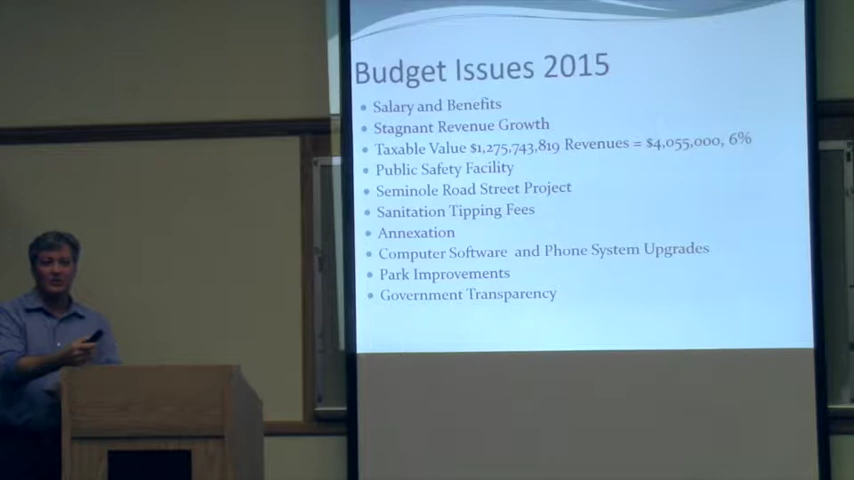 Budget Issues 2015
• Salary and Benefits
• Stagnant Revenue Growth
• Taxable Value $1,275,743,819 Revenues = $4,055,000, 6%
• Public Safety Facility
• Seminole Road Street Project
• Sanitation Tipping Fees
• Annexation
• Computer Software and Phone System Upgrades
• Park Improvements
• Government Transparency